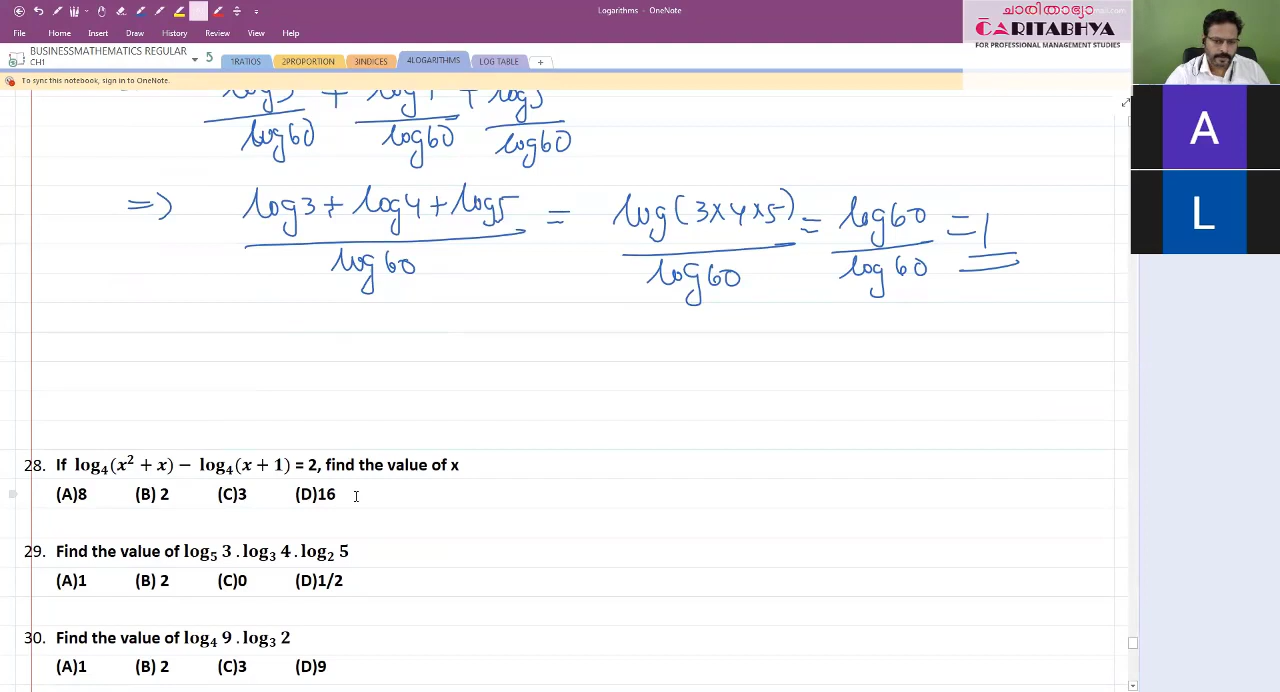 Logarithms - OneNote
ചാരിതാഭ്യാ
CARITABHYA
FOR PROFESSIONAL MANAGEMENT STUDIES
File Home Insert Draw History Review View Help
BUSINESSMATHEMATICS REGULAR
CH1
1RATIOS 2PROPORTION 3INDICES 4LOGARITHMS LOG TABLE +
To sync this notebook, sign in to OneNote.
A
L
log3/log60 + log4/log60 + log5/log60
=> (log3 + log4 + log5)/log60 = log(3×4×5)/log60 = log60/log60 = 1
28. If log₄(x² + x) − log₄(x + 1) = 2, find the value of x
(A)8 (B) 2 (C)3 (D)16
29. Find the value of log₅ 3 . log₃ 4 . log₂ 5
(A)1 (B) 2 (C)0 (D)1/2
30. Find the value of log₄ 9 . log₃ 2
(A)1 (B) 2 (C)3 (D)9